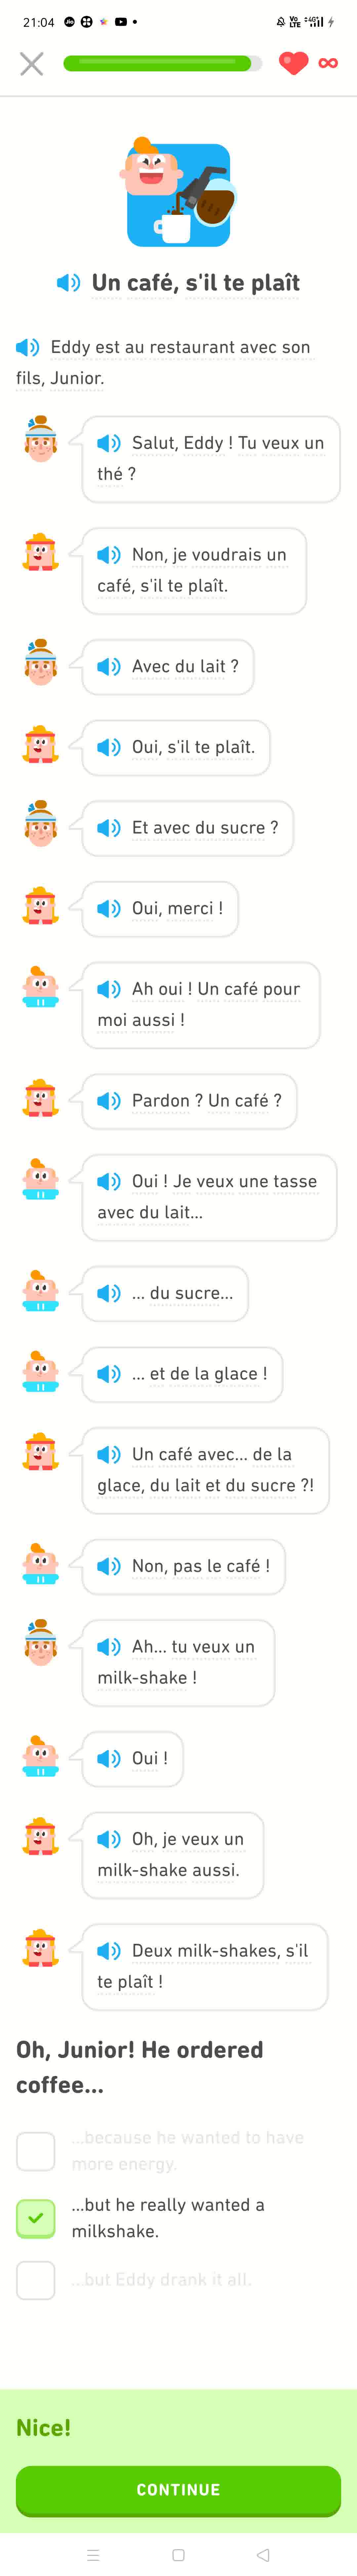 21:04
Vo LTE 4G
Un café, s'il te plaît
Eddy est au restaurant avec son
fils, Junior.
Salut, Eddy ! Tu veux un
thé ?
Non, je voudrais un
café, s'il te plaît.
Avec du lait ?
Oui, s'il te plaît.
Et avec du sucre ?
Oui, merci !
Ah oui ! Un café pour
moi aussi !
Pardon ? Un café ?
Oui ! Je veux une tasse
avec du lait...
... du sucre...
... et de la glace !
Un café avec... de la
glace, du lait et du sucre ?!
Non, pas le café !
Ah... tu veux un
milk-shake !
Oui !
Oh, je veux un
milk-shake aussi.
Deux milk-shakes, s'il
te plaît !
Oh, Junior! He ordered
coffee...
...because he wanted to have
more energy.
...but he really wanted a
milkshake.
...but Eddy drank it all.
Nice!
CONTINUE